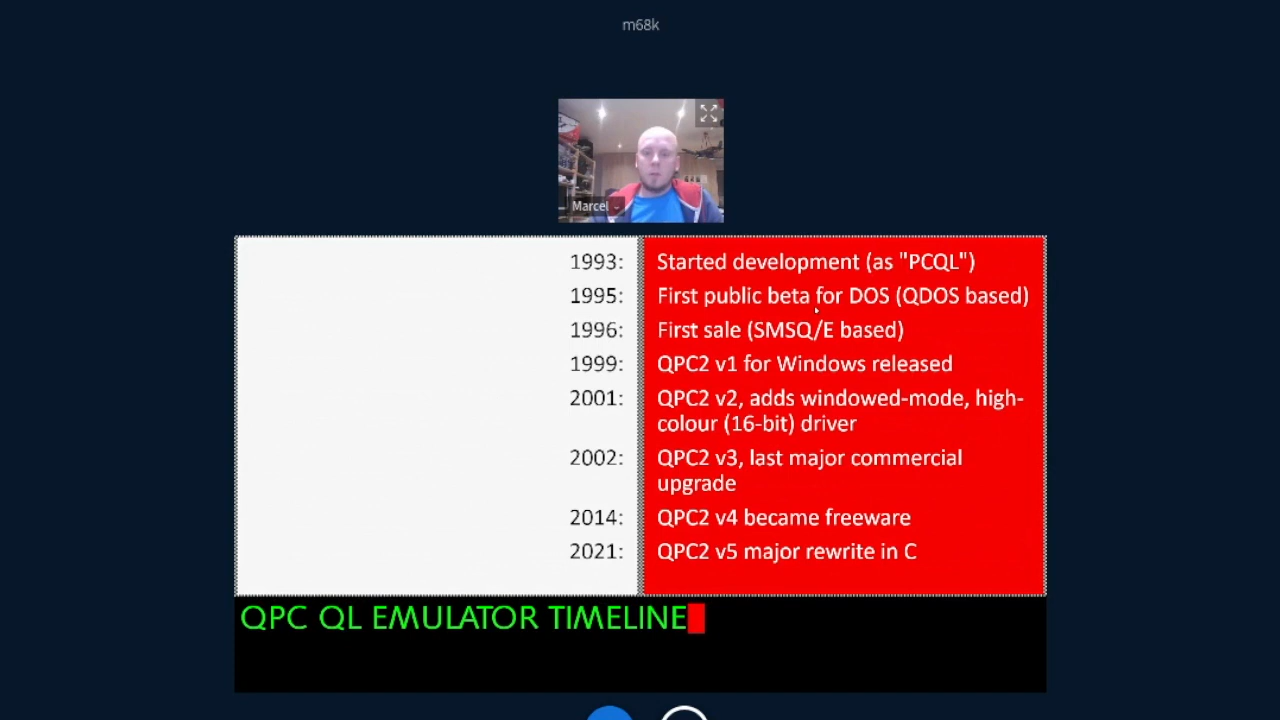 m68k
Marcel
1993: Started development (as "PCQL")
1995: First public beta for DOS (QDOS based)
1996: First sale (SMSQ/E based)
1999: QPC2 v1 for Windows released
2001: QPC2 v2, adds windowed-mode, high-
colour (16-bit) driver
2002: QPC2 v3, last major commercial
upgrade
2014: QPC2 v4 became freeware
2021: QPC2 v5 major rewrite in C
QPC QL EMULATOR TIMELINE